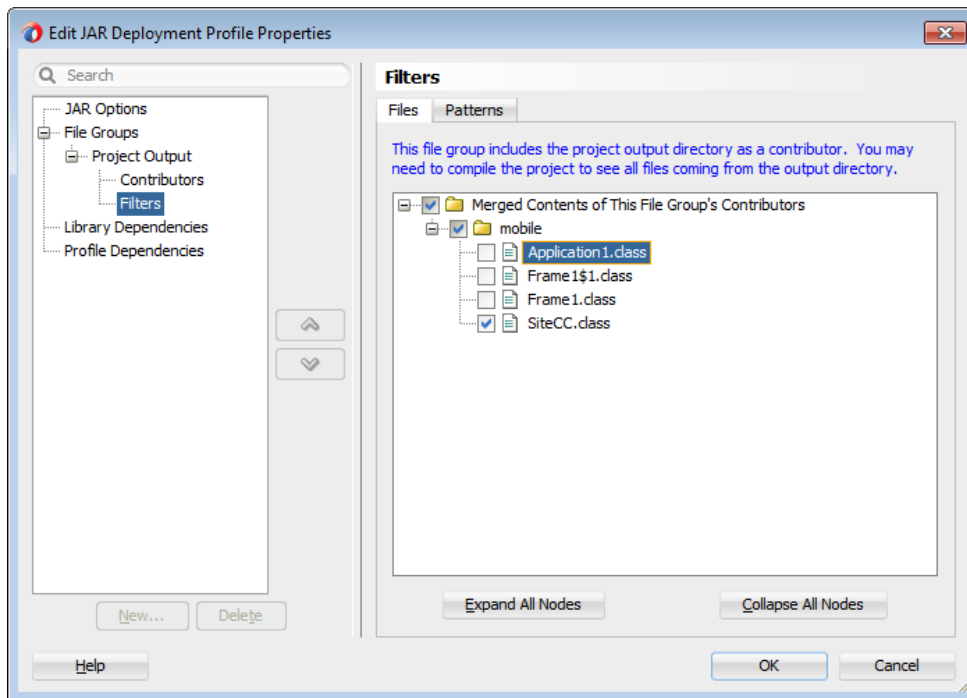 Edit JAR Deployment Profile Properties
Search
JAR Options
File Groups
Project Output
Contributors
Filters
Library Dependencies
Profile Dependencies
New...
Delete
Filters
Files
Patterns
This file group includes the project output directory as a contributor. You may
need to compile the project to see all files coming from the output directory.
Merged Contents of This File Group's Contributors
mobile
Application1.class
Frame1$1.class
Frame1.class
SiteCC.class
Expand All Nodes
Collapse All Nodes
Help
OK
Cancel